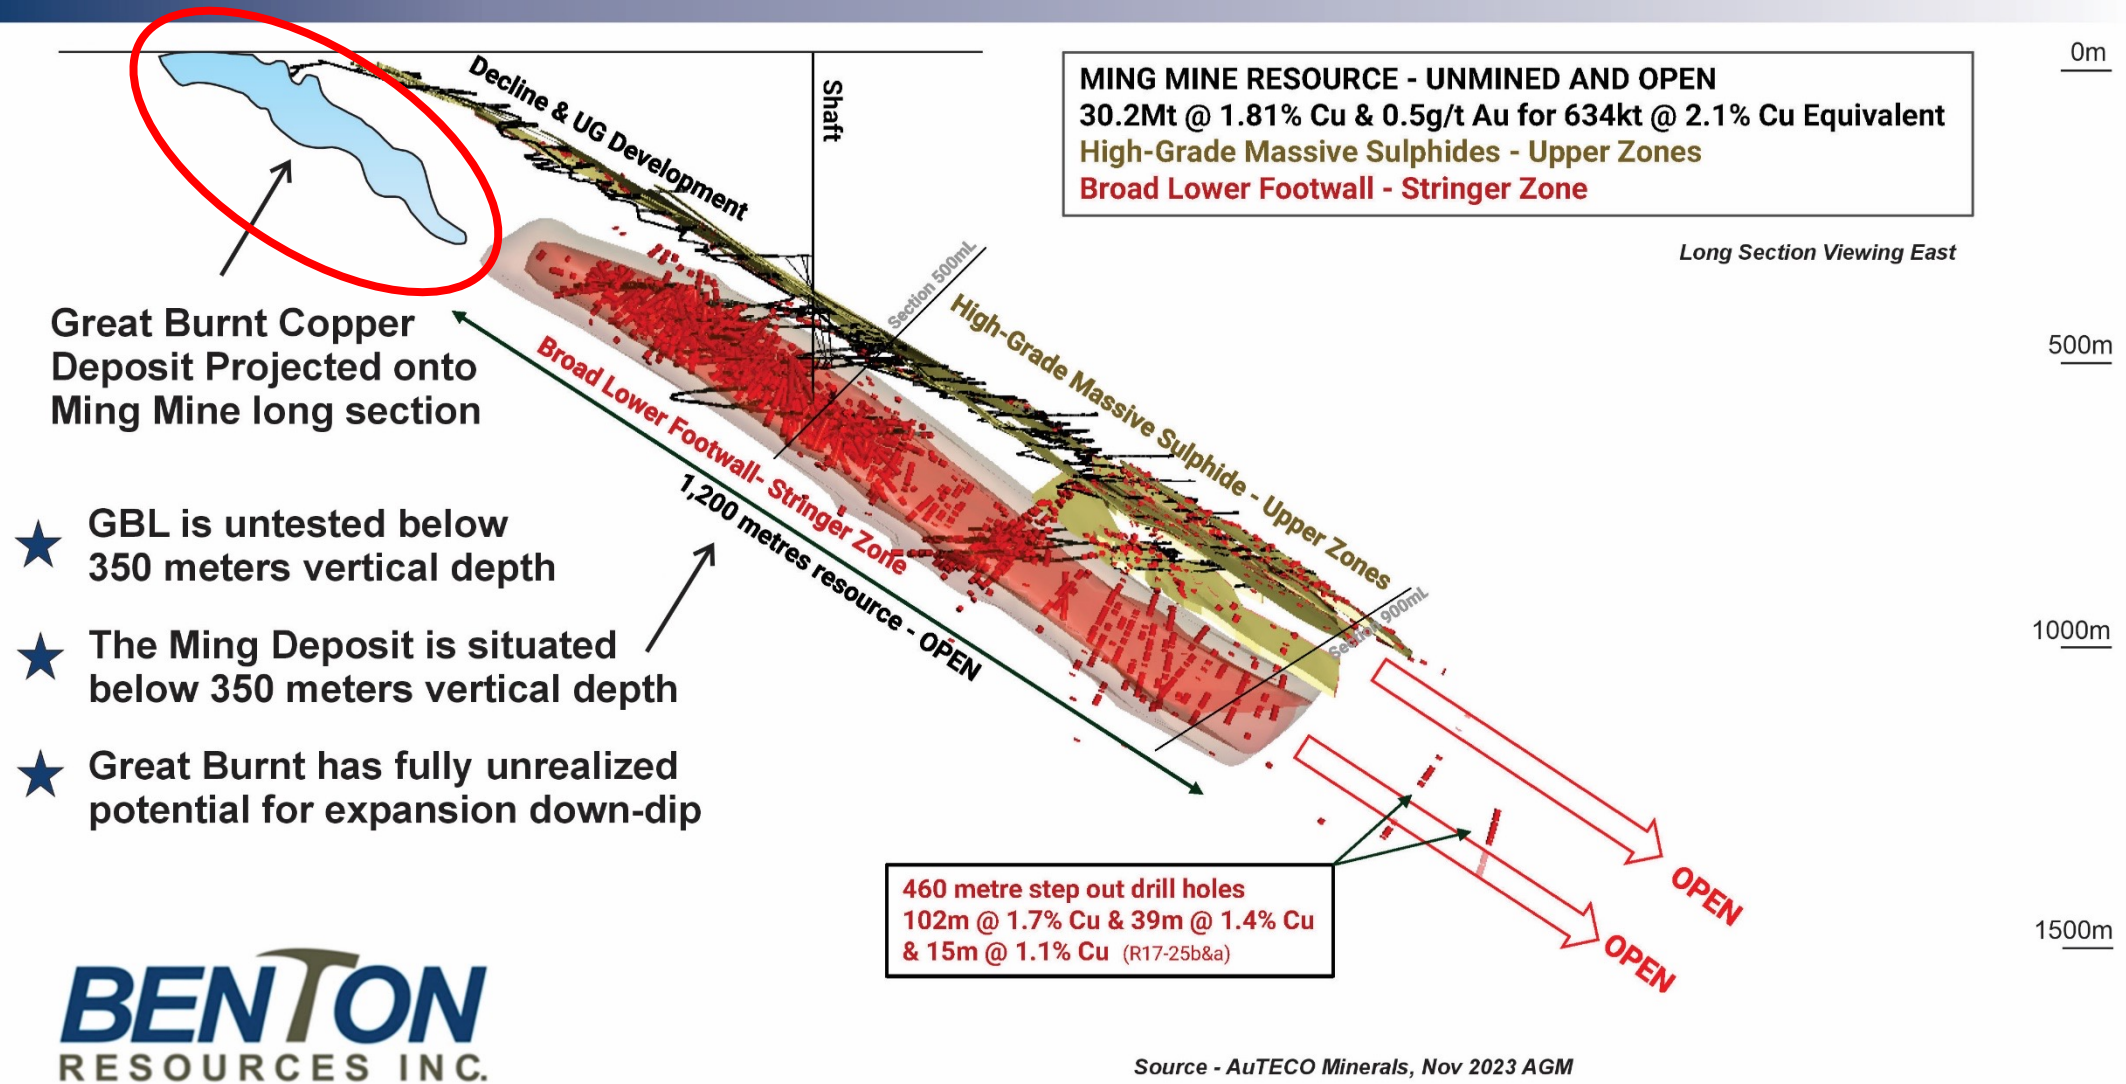 0m
MING MINE RESOURCE - UNMINED AND OPEN
30.2Mt @ 1.81% Cu & 0.5g/t Au for 634kt @ 2.1% Cu Equivalent
High-Grade Massive Sulphides - Upper Zones
Broad Lower Footwall - Stringer Zone
Long Section Viewing East
Decline & UG Development
Shaft
Section 500mL
High-Grade Massive Sulphide - Upper Zones
500m
Great Burnt Copper
Deposit Projected onto
Ming Mine long section
Broad Lower Footwall- Stringer Zone
1,200 metres resource - OPEN
GBL is untested below
350 meters vertical depth
The Ming Deposit is situated
below 350 meters vertical depth
Great Burnt has fully unrealized
potential for expansion down-dip
Section 900mL
1000m
OPEN
OPEN
1500m
460 metre step out drill holes
102m @ 1.7% Cu & 39m @ 1.4% Cu
& 15m @ 1.1% Cu (R17-25b&a)
BENTON
RESOURCES INC.
Source - AuTECO Minerals, Nov 2023 AGM